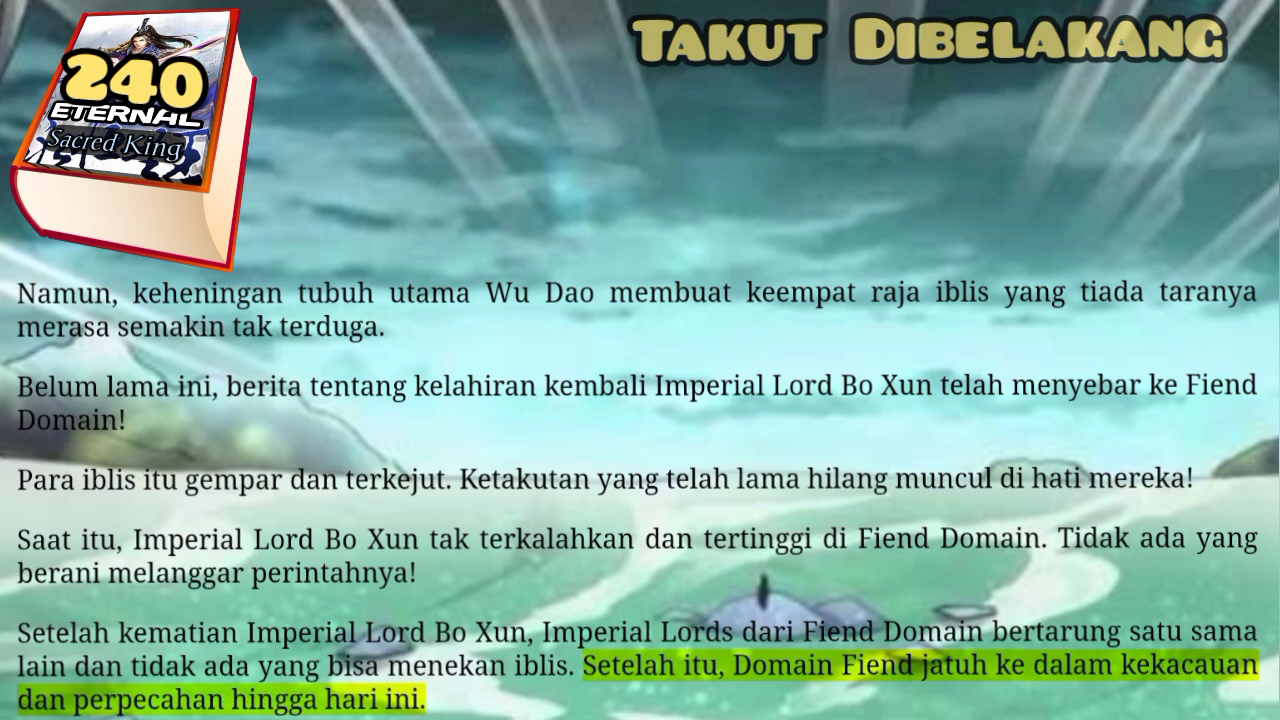 TAKUT DIBELAKANG
240
ETERNAL
Sacred King
Namun, keheningan tubuh utama Wu Dao membuat keempat raja iblis yang tiada taranya
merasa semakin tak terduga.
Belum lama ini, berita tentang kelahiran kembali Imperial Lord Bo Xun telah menyebar ke Fiend
Domain!
Para iblis itu gempar dan terkejut. Ketakutan yang telah lama hilang muncul di hati mereka!
Saat itu, Imperial Lord Bo Xun tak terkalahkan dan tertinggi di Fiend Domain. Tidak ada yang
berani melanggar perintahnya!
Setelah kematian Imperial Lord Bo Xun, Imperial Lords dari Fiend Domain bertarung satu sama
lain dan tidak ada yang bisa menekan iblis. Setelah itu, Domain Fiend jatuh ke dalam kekacauan
dan perpecahan hingga hari ini.